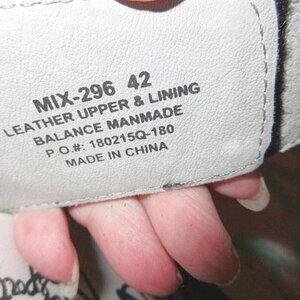 MIX-296 42
LEATHER UPPER & LINING
BALANCE MANMADE
P.O.#: 180215Q-180
MADE IN CHINA